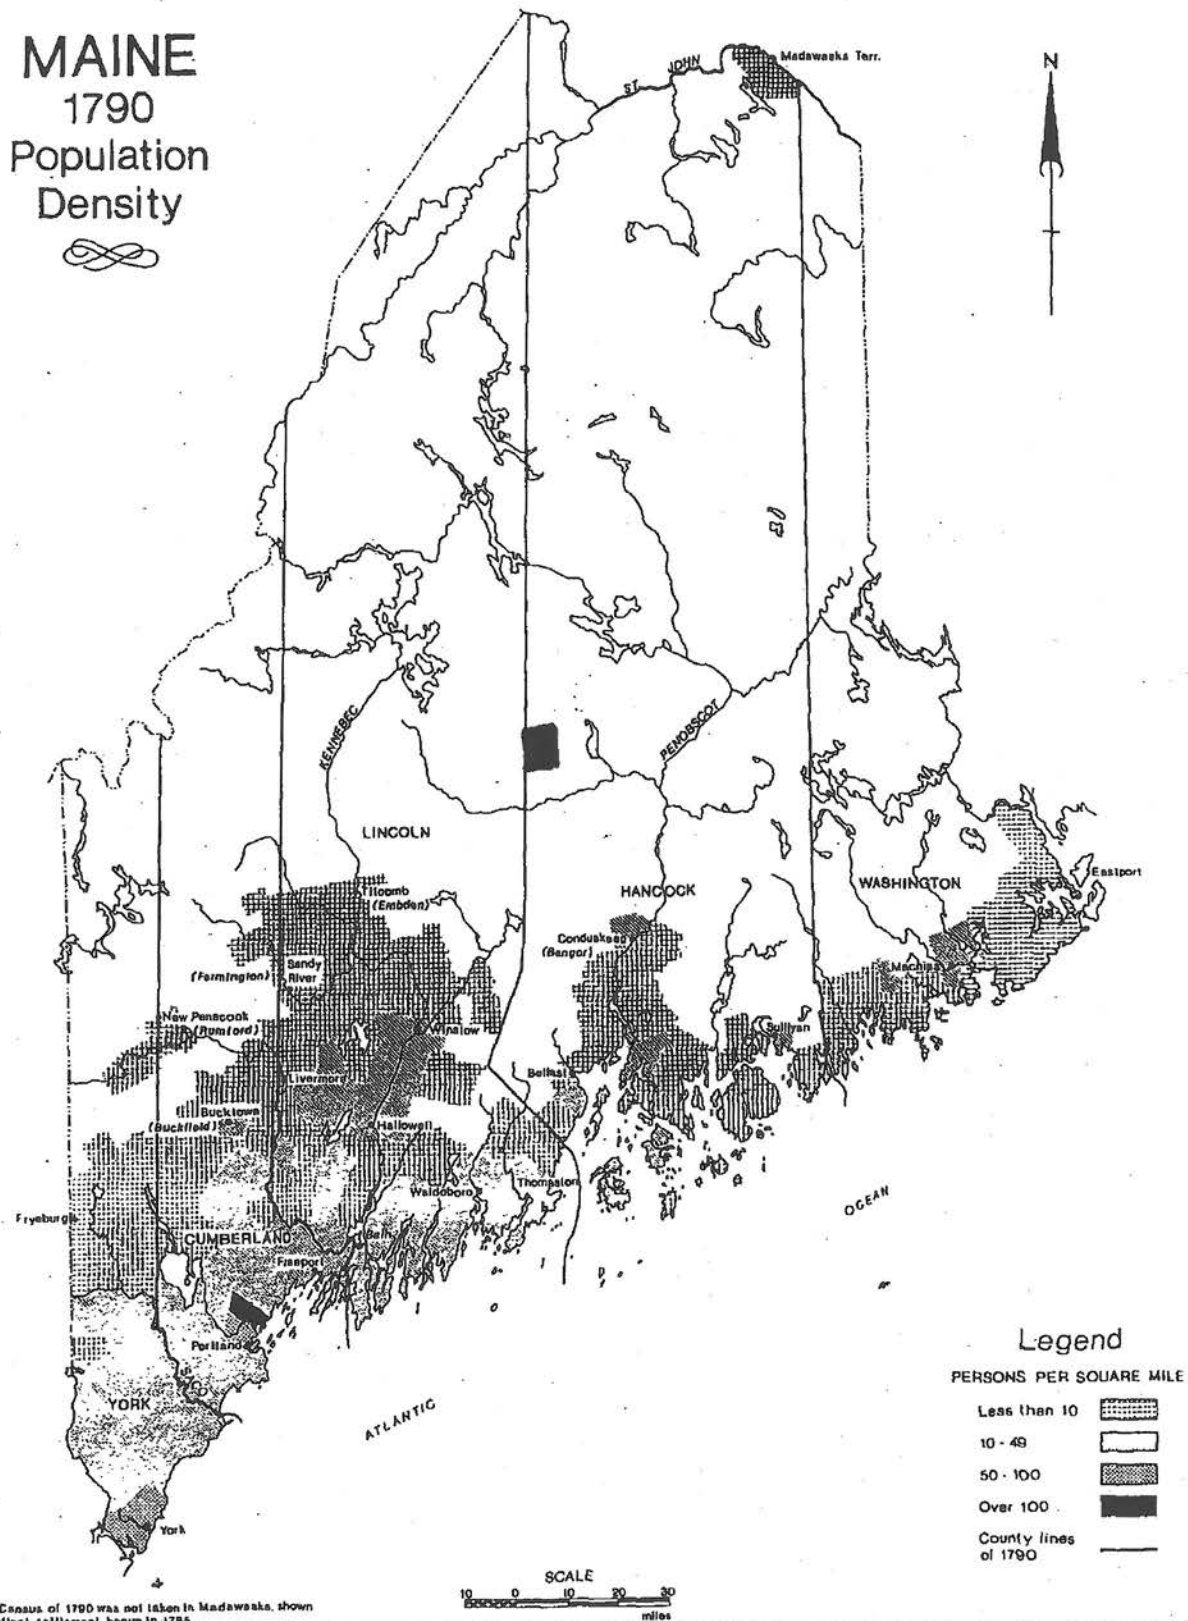 MAINE
1790
Population
Density
N
Madawaska Terr.
ST. JOHN
KENNEBEC
PENOBSCOT
LINCOLN
HANCOCK
WASHINGTON
Eastport
(Embden)
Conduskeag
(Bangor)
Sandy
River
(Farmington)
Machias
New Penacook
(Rumford)
Winslow
Sullivan
Livermore
Belfast
Bucktown
(Buckfield)
Hallowell
Waldoboro
Thomaston
Fryeburg
CUMBERLAND
Bath
Freeport
OCEAN
Portland
SACO
YORK
ATLANTIC
York
Legend
PERSONS PER SQUARE MILE
Less than 10
10 - 49
50 - 100
Over 100
County lines
of 1790
SCALE
10 0 10 20 30
miles
Census of 1790 was not taken in Madawaska, shown